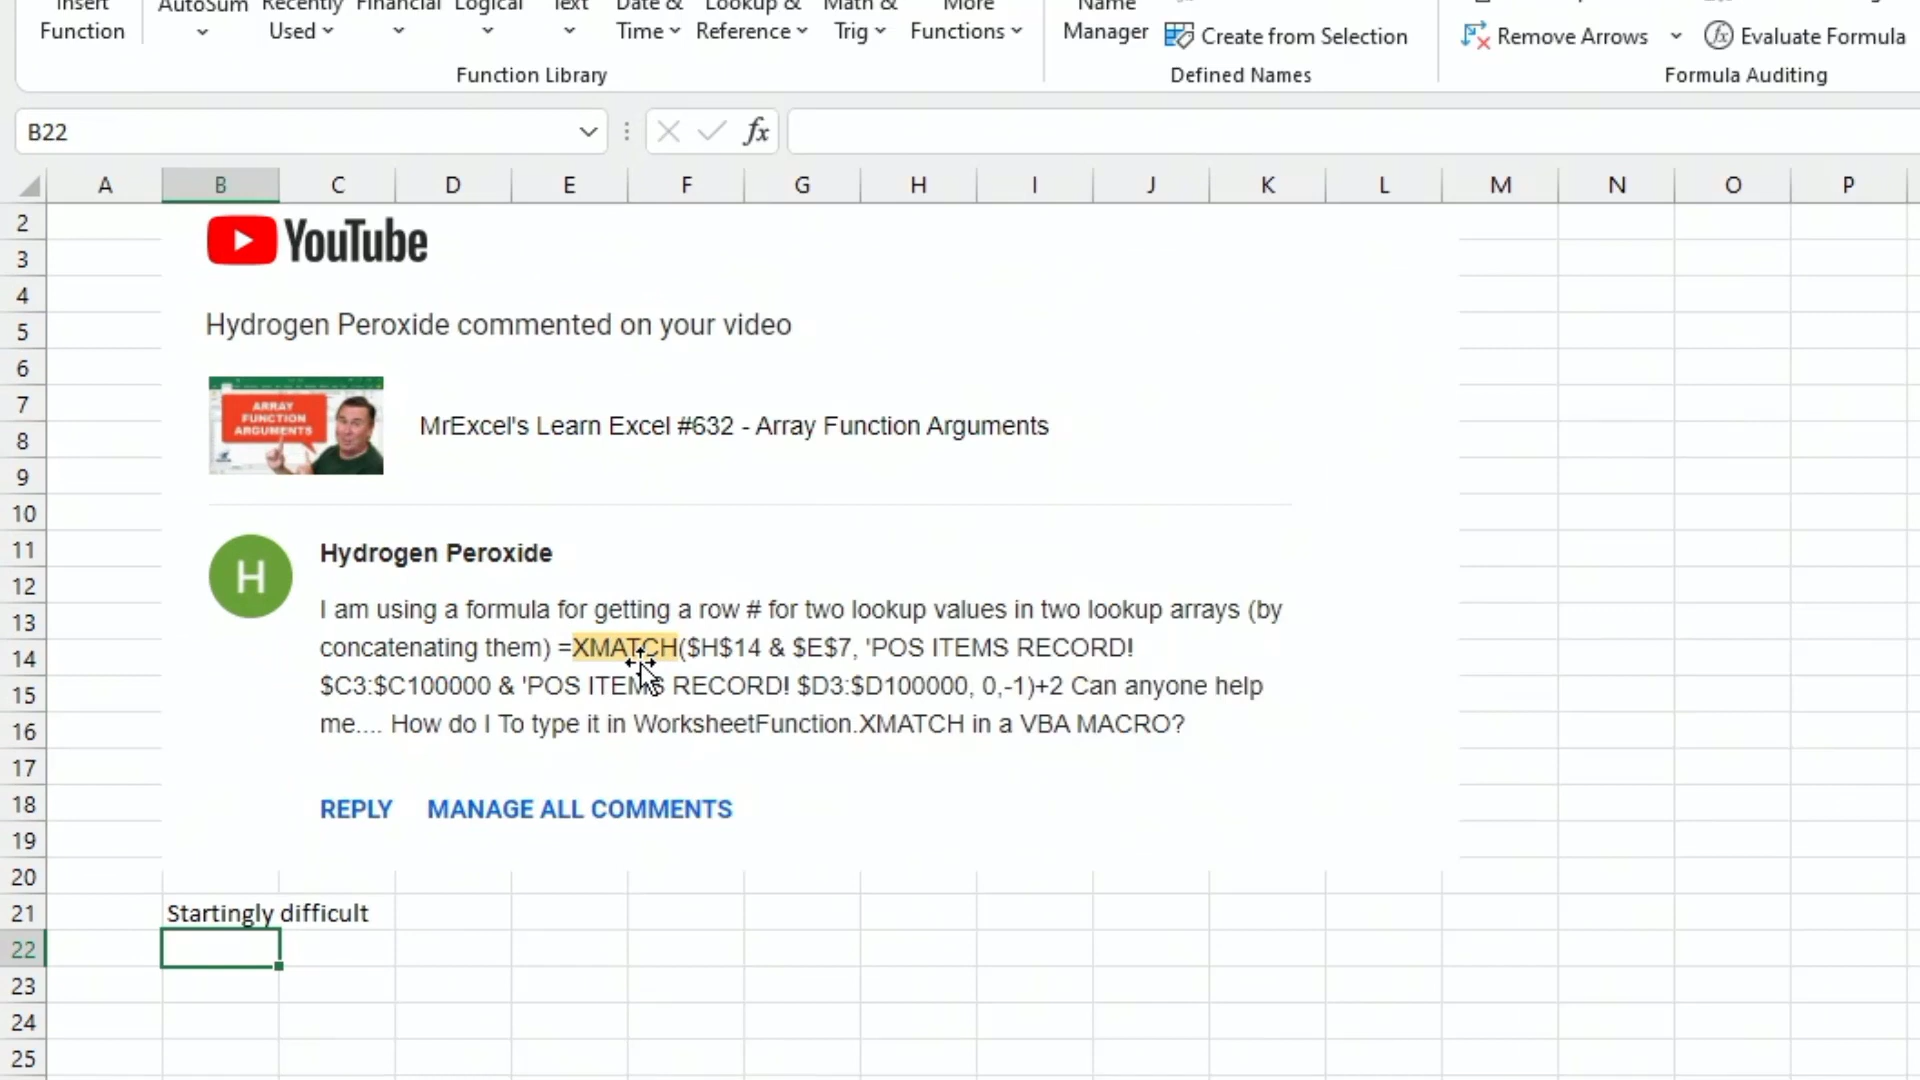 Insert AutoSum Recently Financial Logical Text Date & Lookup & Math & More Name
Function Used Time Reference Trig Functions Manager Create from Selection Remove Arrows Evaluate Formula
Function Library Defined Names Formula Auditing
B22 fx
A B C D E F G H I J K L M N O P
2
YouTube
3
4
5
Hydrogen Peroxide commented on your video
6
7
ARRAY
FUNCTION
ARGUMENTS
8
MrExcel's Learn Excel #632 - Array Function Arguments
9
10
11
H
Hydrogen Peroxide
12
13
I am using a formula for getting a row # for two lookup values in two lookup arrays (by
14
concatenating them) =XMATCH($H$14 & $E$7, 'POS ITEMS RECORD!
15
$C3:$C100000 & 'POS ITEMS RECORD! $D3:$D100000, 0,-1)+2 Can anyone help
16
me.... How do I To type it in WorksheetFunction.XMATCH in a VBA MACRO?
17
18
REPLY MANAGE ALL COMMENTS
19
20
21 Startingly difficult
22
23
24
25